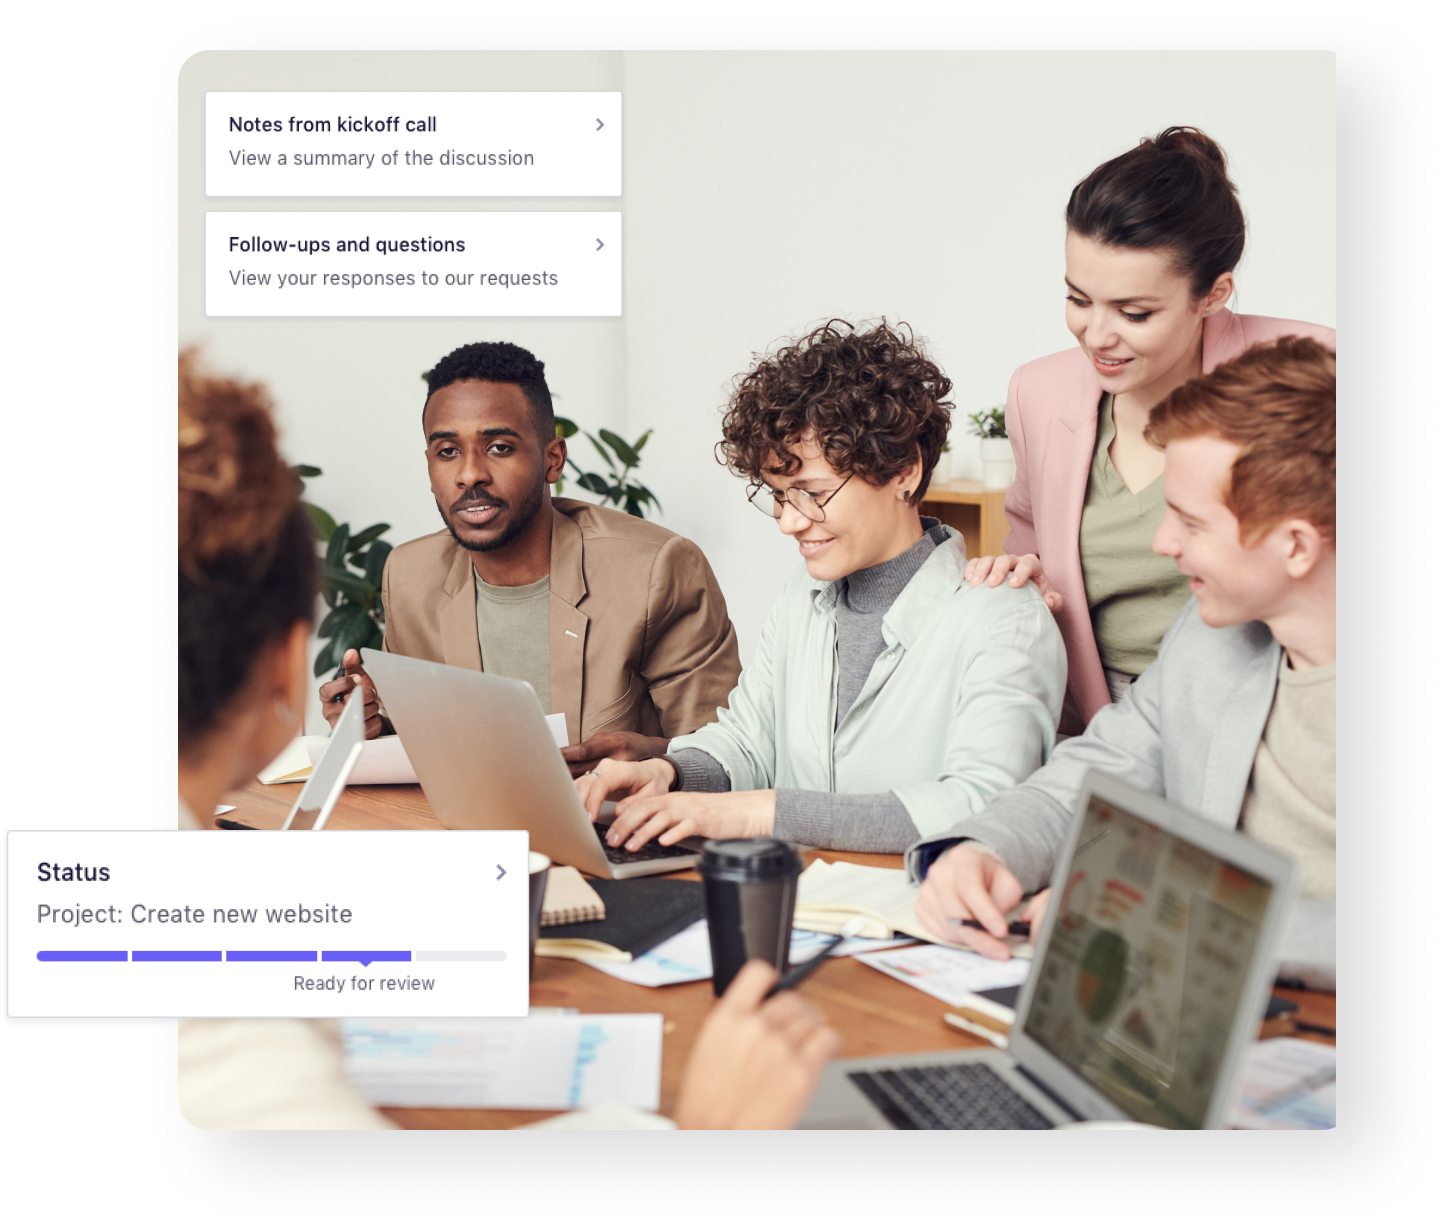 Notes from kickoff call
View a summary of the discussion
Follow-ups and questions
View your responses to our requests
Status
Project: Create new website
Ready for review